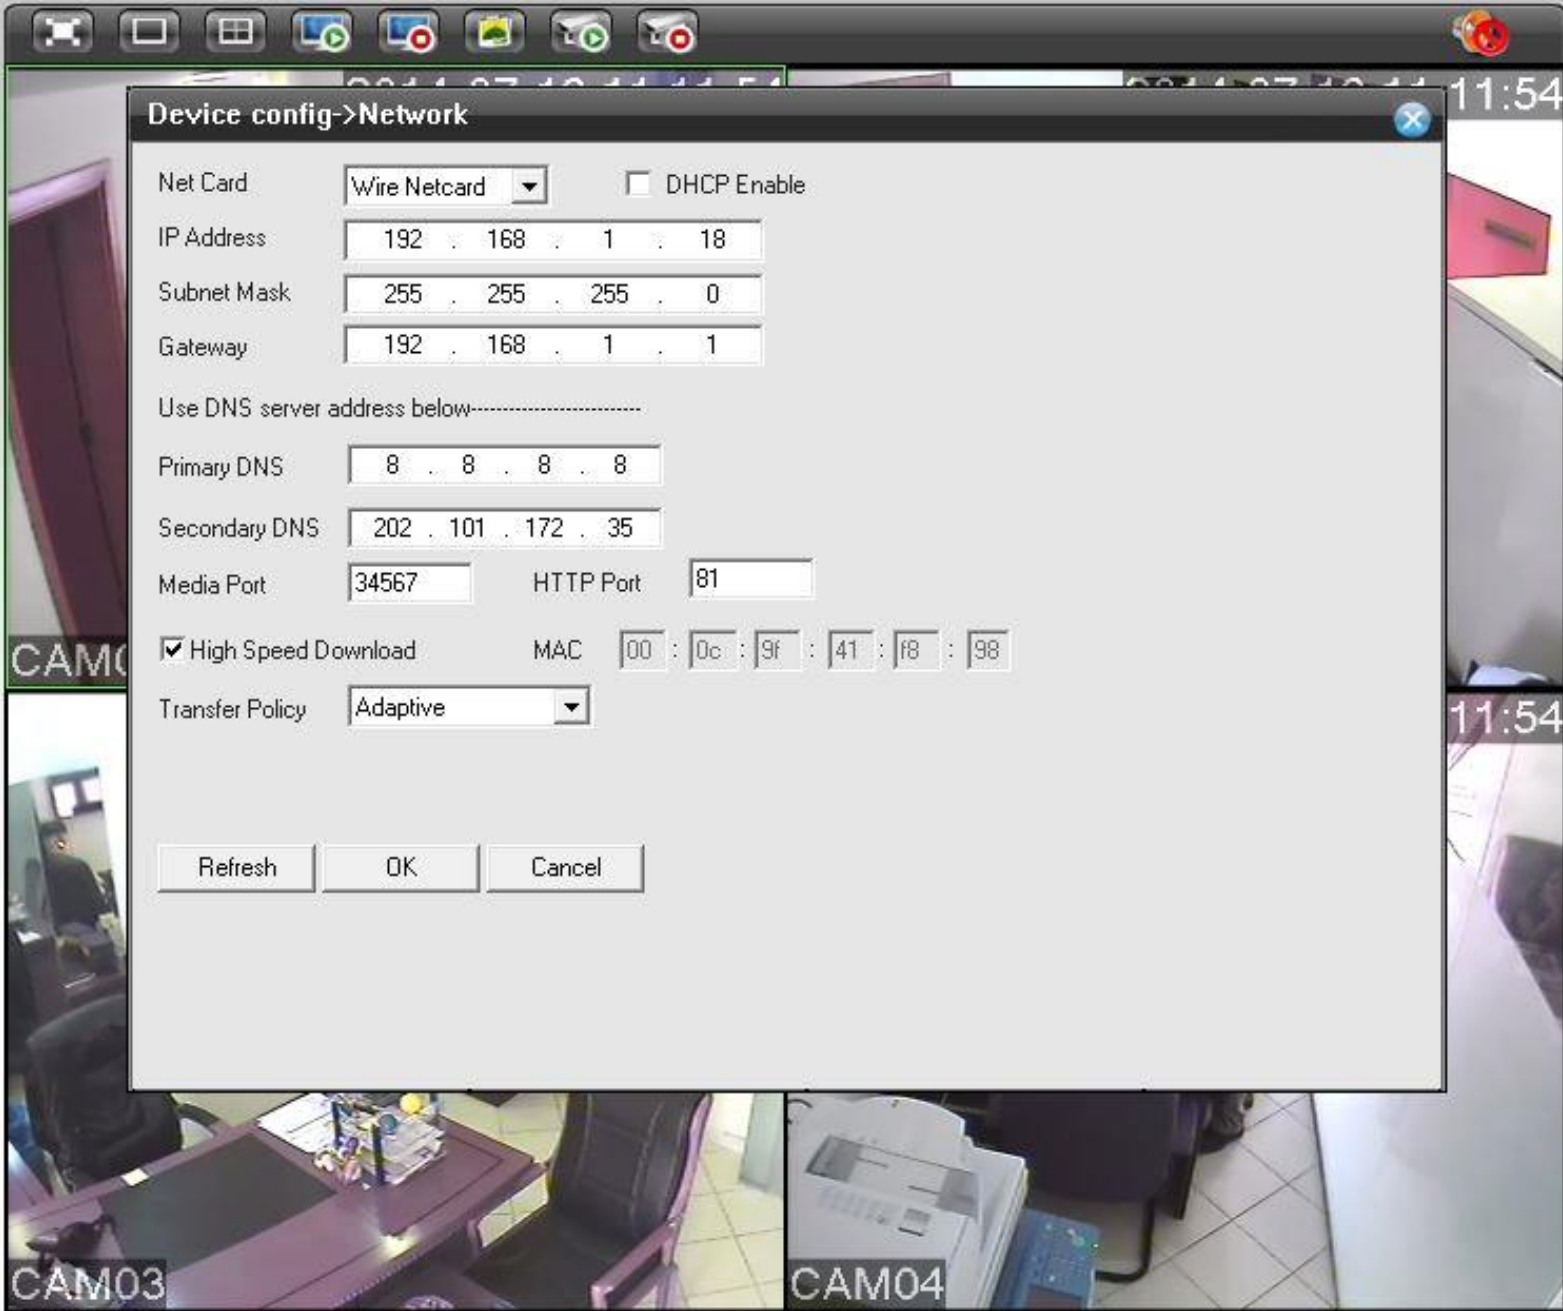 11:54
Device config->Network
Net Card Wire Netcard DHCP Enable
IP Address 192 . 168 . 1 . 18
Subnet Mask 255 . 255 . 255 . 0
Gateway 192 . 168 . 1 . 1
Use DNS server address below--------------------------
Primary DNS 8 . 8 . 8 . 8
Secondary DNS 202 . 101 . 172 . 35
Media Port 34567 HTTP Port 81
High Speed Download MAC 00 : 0c : 9f : 41 : f8 : 98
Transfer Policy Adaptive
11:54
Refresh OK Cancel
CAM03 CAM04